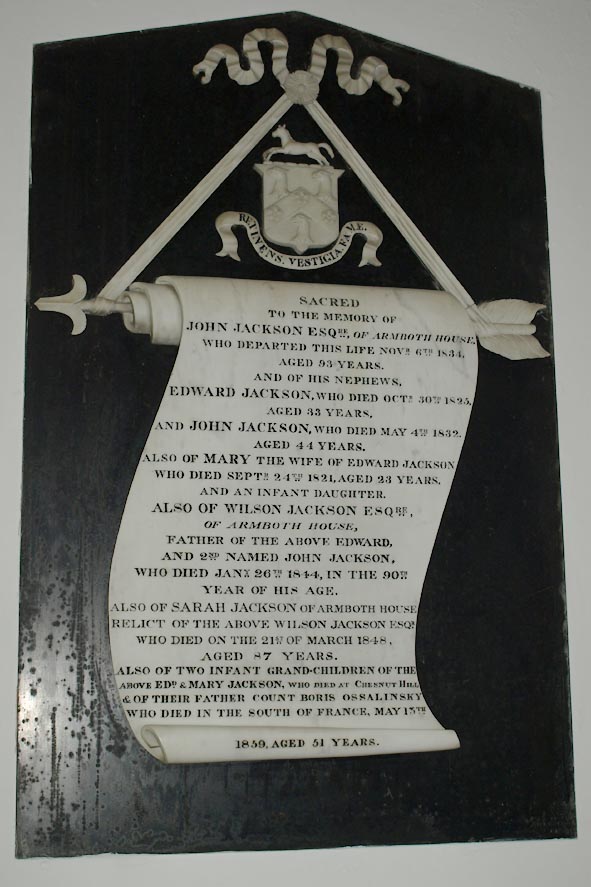 RETINENS. VESTIGIA. FAMÆ.
SACRED
TO THE MEMORY OF
JOHN JACKSON ESQRE, OF ARMBOTH HOUSE,
WHO DEPARTED THIS LIFE NOVR 6TH 1834,
AGED 93 YEARS.
AND OF HIS NEPHEWS,
EDWARD JACKSON, WHO DIED OCTR 30TH 1825,
AGED 33 YEARS,
AND JOHN JACKSON, WHO DIED MAY 4TH 1832,
AGED 44 YEARS.
ALSO OF MARY THE WIFE OF EDWARD JACKSON
WHO DIED SEPTR 24TH 1821, AGED 23 YEARS,
AND AN INFANT DAUGHTER.
ALSO OF WILSON JACKSON ESQRE,
OF ARMBOTH HOUSE,
FATHER OF THE ABOVE EDWARD,
AND 2ND NAMED JOHN JACKSON,
WHO DIED JANY 26TH 1844, IN THE 90TH
YEAR OF HIS AGE.
ALSO OF SARAH JACKSON OF ARMBOTH HOUSE
RELICT OF THE ABOVE WILSON JACKSON ESQR
WHO DIED ON THE 21ST OF MARCH 1848,
AGED 87 YEARS.
ALSO OF TWO INFANT GRAND-CHILDREN OF THE
ABOVE EDD & MARY JACKSON, WHO DIED AT CHESNUT HILL
& OF THEIR FATHER COUNT BORIS OSSALINSKY
WHO DIED IN THE SOUTH OF FRANCE, MAY 13TH
1859, AGED 51 YEARS.